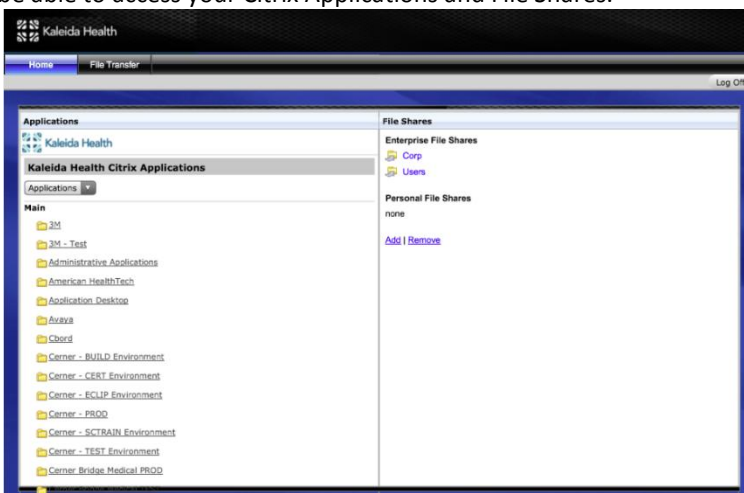 be able to access your Citrix Applications and File Shares.
Kaleida Health
Home File Transfer
Log Off
Applications
Kaleida Health
Kaleida Health Citrix Applications
Applications
Main
3M
3M - Test
Administrative Applications
American HealthTech
Application Desktop
Avaya
Cbord
Cerner - BUILD Environment
Cerner - CERT Environment
Cerner - ECLIP Environment
Cerner - PROD
Cerner - SCTRAIN Environment
Cerner - TEST Environment
Cerner Bridge Medical PROD
File Shares
Enterprise File Shares
Corp
Users
Personal File Shares
none
Add | Remove